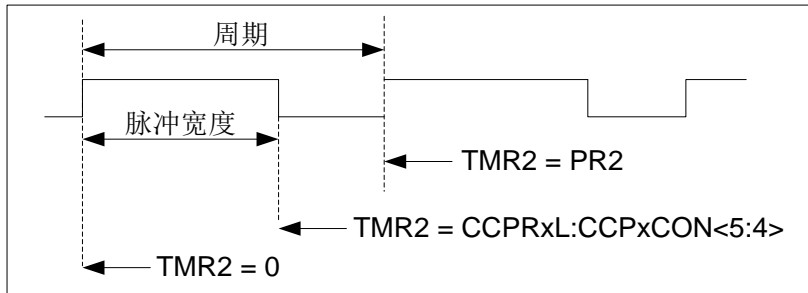 周期
脉冲宽度
TMR2 = PR2
TMR2 = CCPRxL:CCPxCON<5:4>
TMR2 = 0